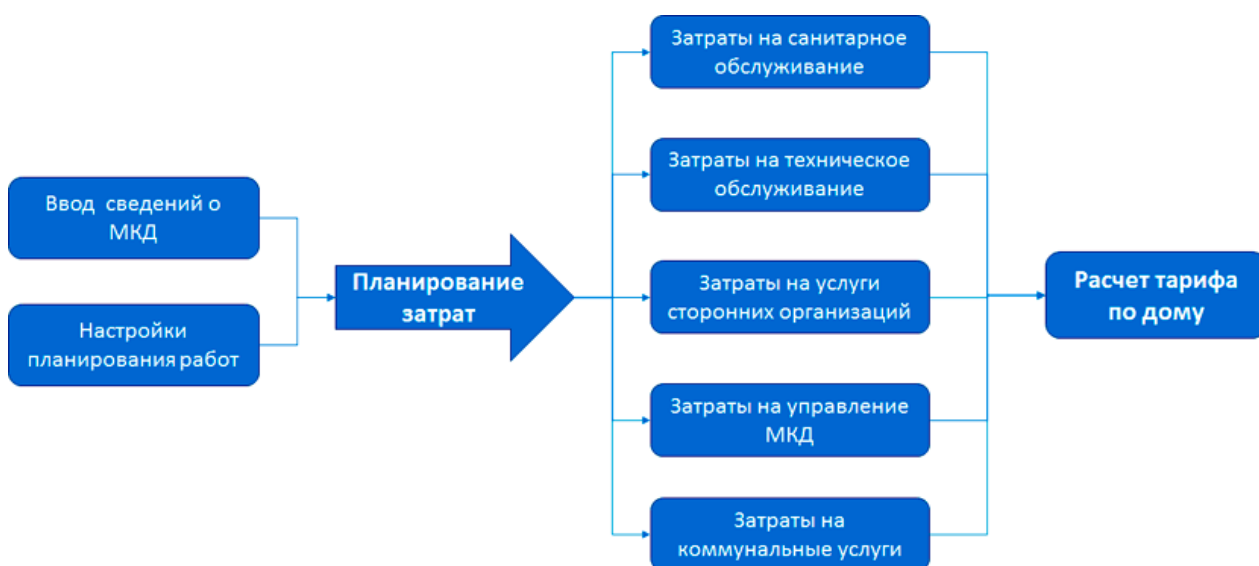 Ввод сведений о
МКД
Настройки
планирования работ
Планирование
затрат
Затраты на санитарное
обслуживание
Затраты на техническое
обслуживание
Затраты на услуги
сторонних организаций
Затраты на управление
МКД
Затраты на
коммунальные услуги
Расчет тарифа
по дому